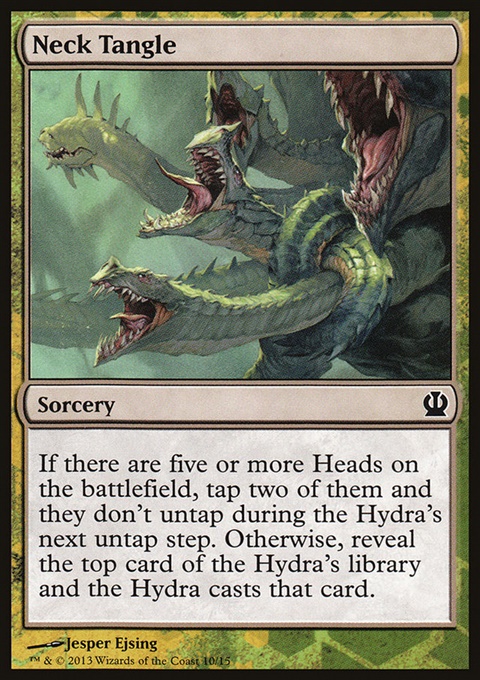 Neck Tangle
Sorcery
If there are five or more Heads on
the battlefield, tap two of them and
they don't untap during the Hydra's
next untap step. Otherwise, reveal
the top card of the Hydra's library
and the Hydra casts that card.
Jesper Ejsing
™ & © 2013 Wizards of the Coast 10/15